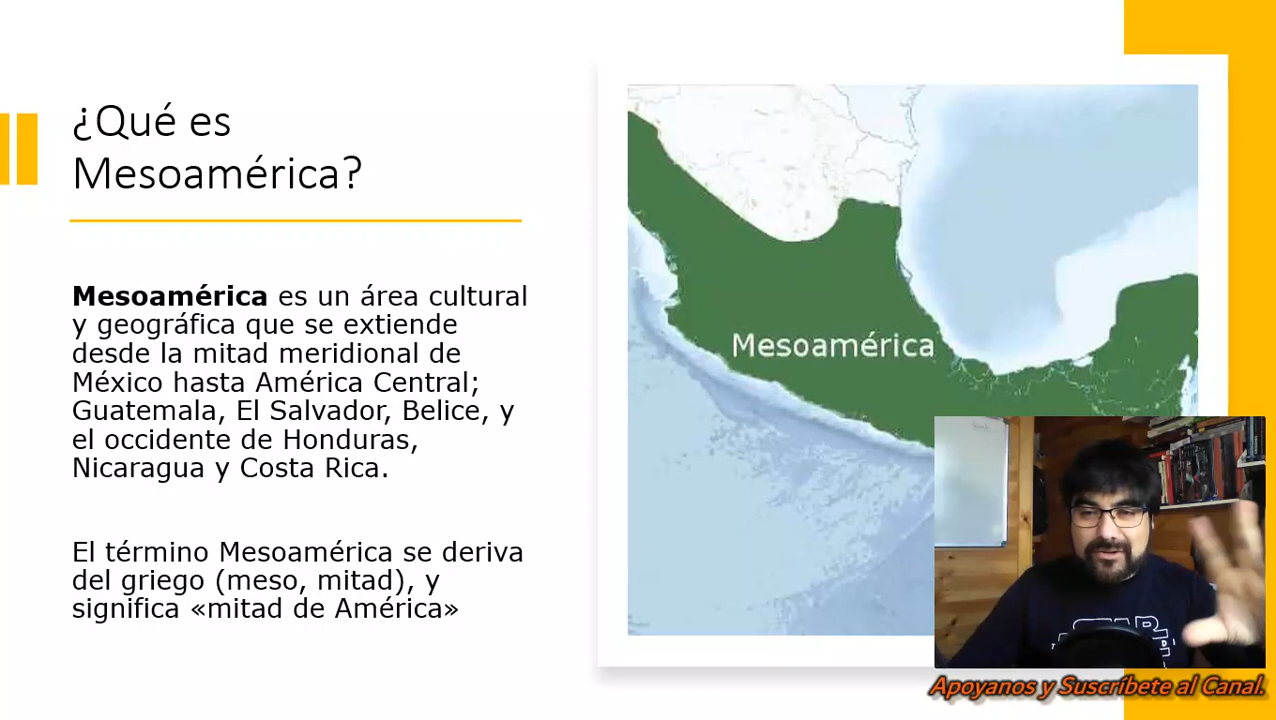 ¿Qué es
Mesoamérica?
Mesoamérica es un área cultural
y geográfica que se extiende
desde la mitad meridional de
México hasta América Central;
Guatemala, El Salvador, Belice, y
el occidente de Honduras,
Nicaragua y Costa Rica.
El término Mesoamérica se deriva
del griego (meso, mitad), y
significa «mitad de América»
Mesoamérica
Apoyanos y Suscríbete al Canal.